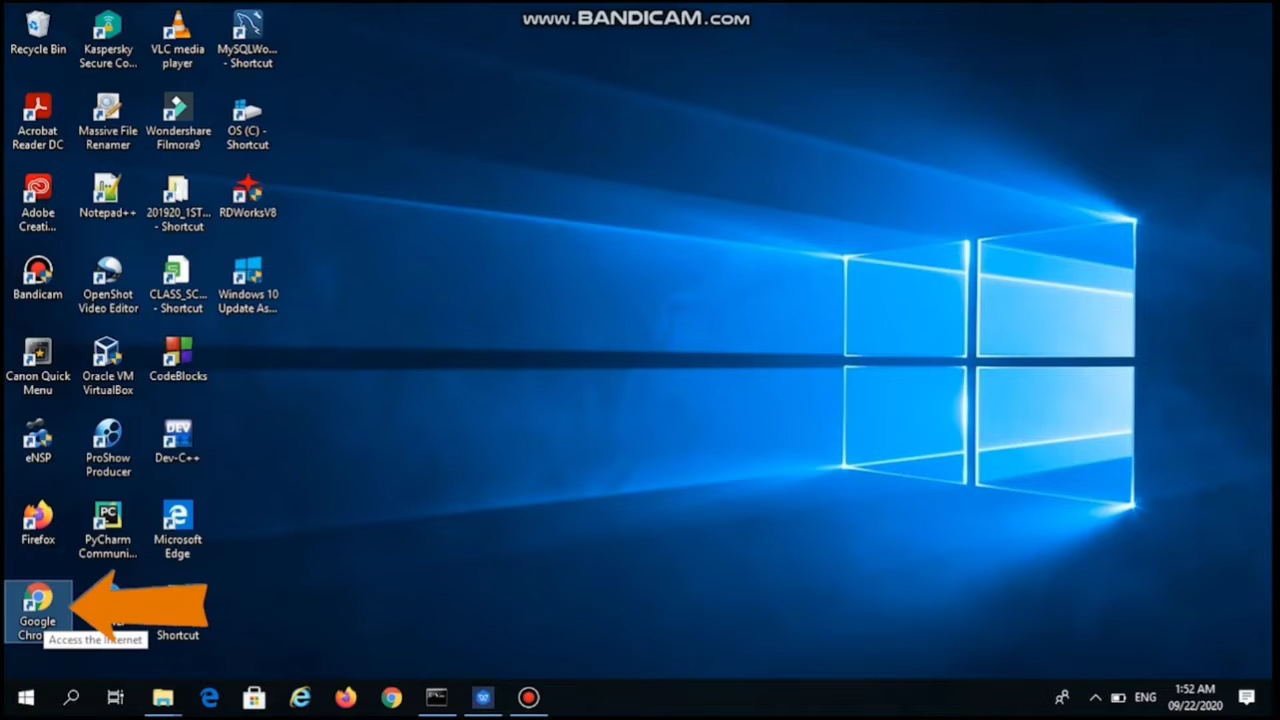 www.BANDICAM.com
Recycle Bin
Kaspersky
Secure Co...
VLC media
player
MySQLWo...
- Shortcut
Acrobat
Reader DC
Massive File
Renamer
Wondershare
Filmora9
OS (C) -
Shortcut
Adobe
Creati...
Notepad++
201920_1ST...
- Shortcut
RDWorksV8
Bandicam
OpenShot
Video Editor
CLASS_SC...
- Shortcut
Windows 10
Update As...
Canon Quick
Menu
Oracle VM
VirtualBox
CodeBlocks
eNSP
ProShow
Producer
DEV
Dev-C++
Firefox
PC
PyCharm
Communi...
Microsoft
Edge
Google
Access the Internet
Shortcut
ENG
1:52 AM
09/22/2020